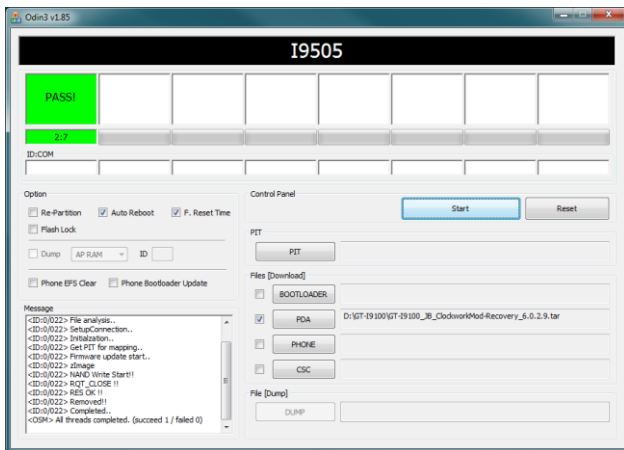 Odin3 v1.85
I9505
PASS!
2:7
ID:COM
Option
Re-Partition Auto Reboot F. Reset Time
Flash Lock
Dump AP RAM ID
Phone EFS Clear Phone Bootloader Update
Message
<ID:0/022> File analysis..
<ID:0/022> SetupConnection..
<ID:0/022> Initialzation..
<ID:0/022> Get PIT for mapping..
<ID:0/022> Firmware update start..
<ID:0/022> zImage
<ID:0/022> NAND Write Start!!
<ID:0/022> RQT_CLOSE !!
<ID:0/022> RES OK !!
<ID:0/022> Removed!!
<ID:0/022> Completed..
<OSM> All threads completed. (succeed 1 / failed 0)
Control Panel
Start Reset
PIT
PIT
Files [Download]
BOOTLOADER
PDA D:\GT-I9100\GT-I9100_JB_ClockworkMod-Recovery_6.0.2.9.tar
PHONE
CSC
File [Dump]
DUMP